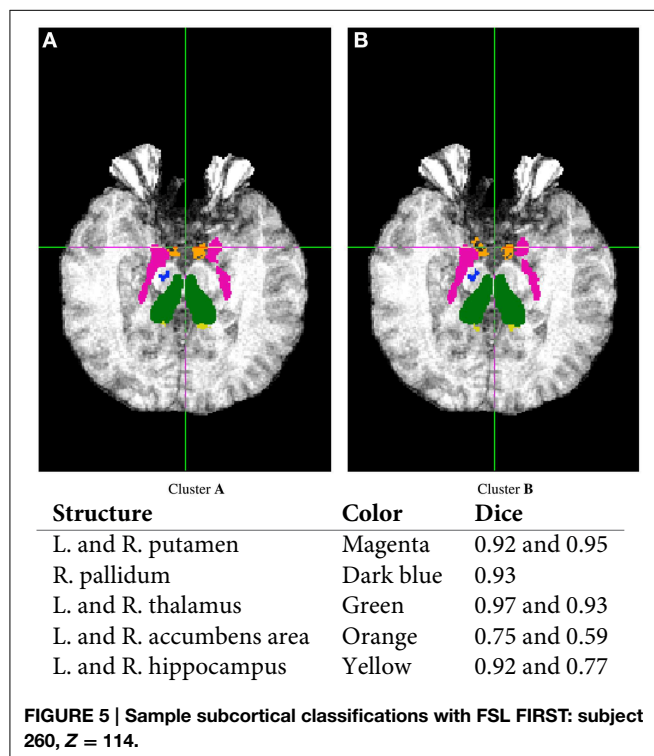 A B
Cluster A Cluster B
Structure Color Dice
L. and R. putamen Magenta 0.92 and 0.95
R. pallidum Dark blue 0.93
L. and R. thalamus Green 0.97 and 0.93
L. and R. accumbens area Orange 0.75 and 0.59
L. and R. hippocampus Yellow 0.92 and 0.77
FIGURE 5 | Sample subcortical classifications with FSL FIRST: subject
260, Z = 114.